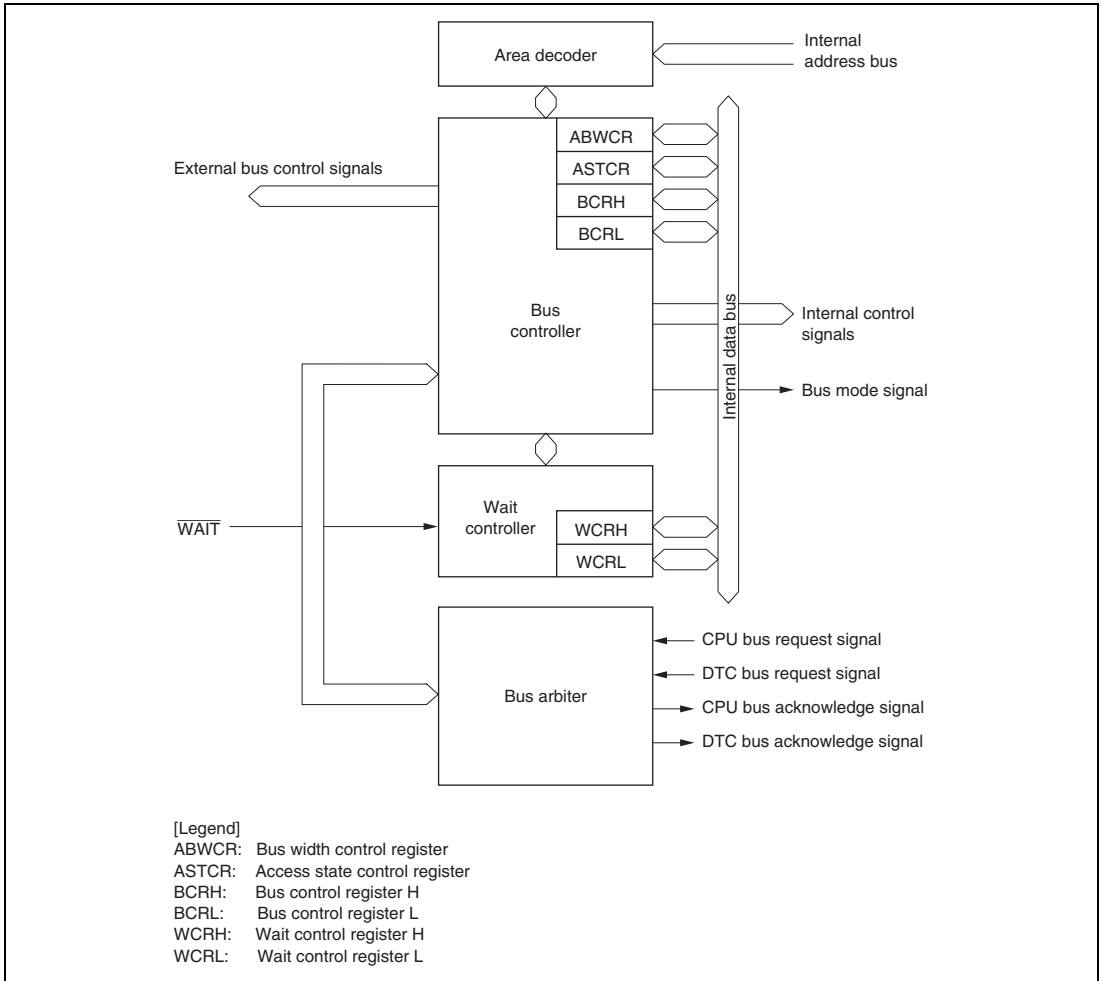 Area decoder
Internal
address bus
ABWCR
ASTCR
External bus control signals
BCRH
BCRL
Bus
controller
Internal data bus
Internal control
signals
Bus mode signal
Wait
controller
WAIT
WCRH
WCRL
CPU bus request signal
DTC bus request signal
Bus arbiter
CPU bus acknowledge signal
DTC bus acknowledge signal
[Legend]
ABWCR: Bus width control register
ASTCR: Access state control register
BCRH: Bus control register H
BCRL: Bus control register L
WCRH: Wait control register H
WCRL: Wait control register L